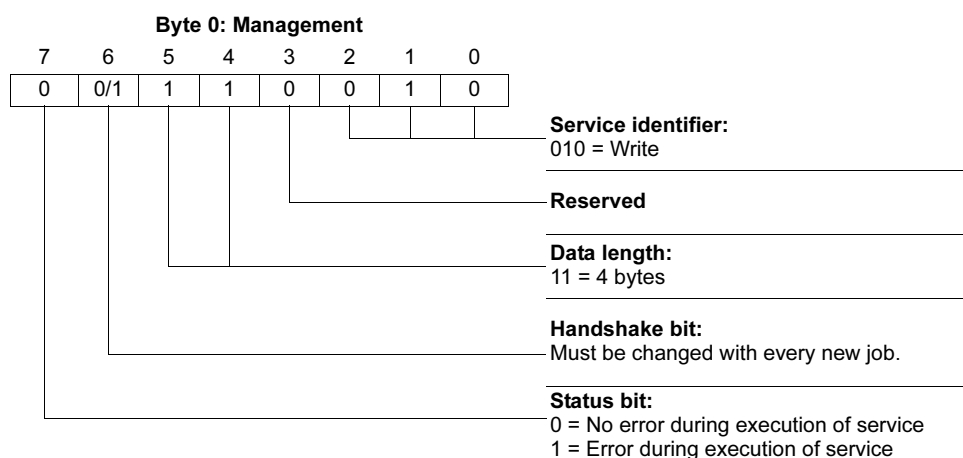 Byte 0: Management
7 6 5 4 3 2 1 0
0 0/1 1 1 0 0 1 0
Service identifier:
010 = Write
Reserved
Data length:
11 = 4 bytes
Handshake bit:
Must be changed with every new job.
Status bit:
0 = No error during execution of service
1 = Error during execution of service